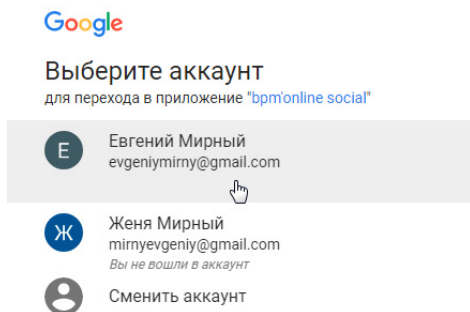 Google
Выберите аккаунт
для перехода в приложение "bpm'online social"
Е
Евгений Мирный
evgeniymirny@gmail.com
Ж
Женя Мирный
mirnyevgeniy@gmail.com
Вы не вошли в аккаунт
Сменить аккаунт